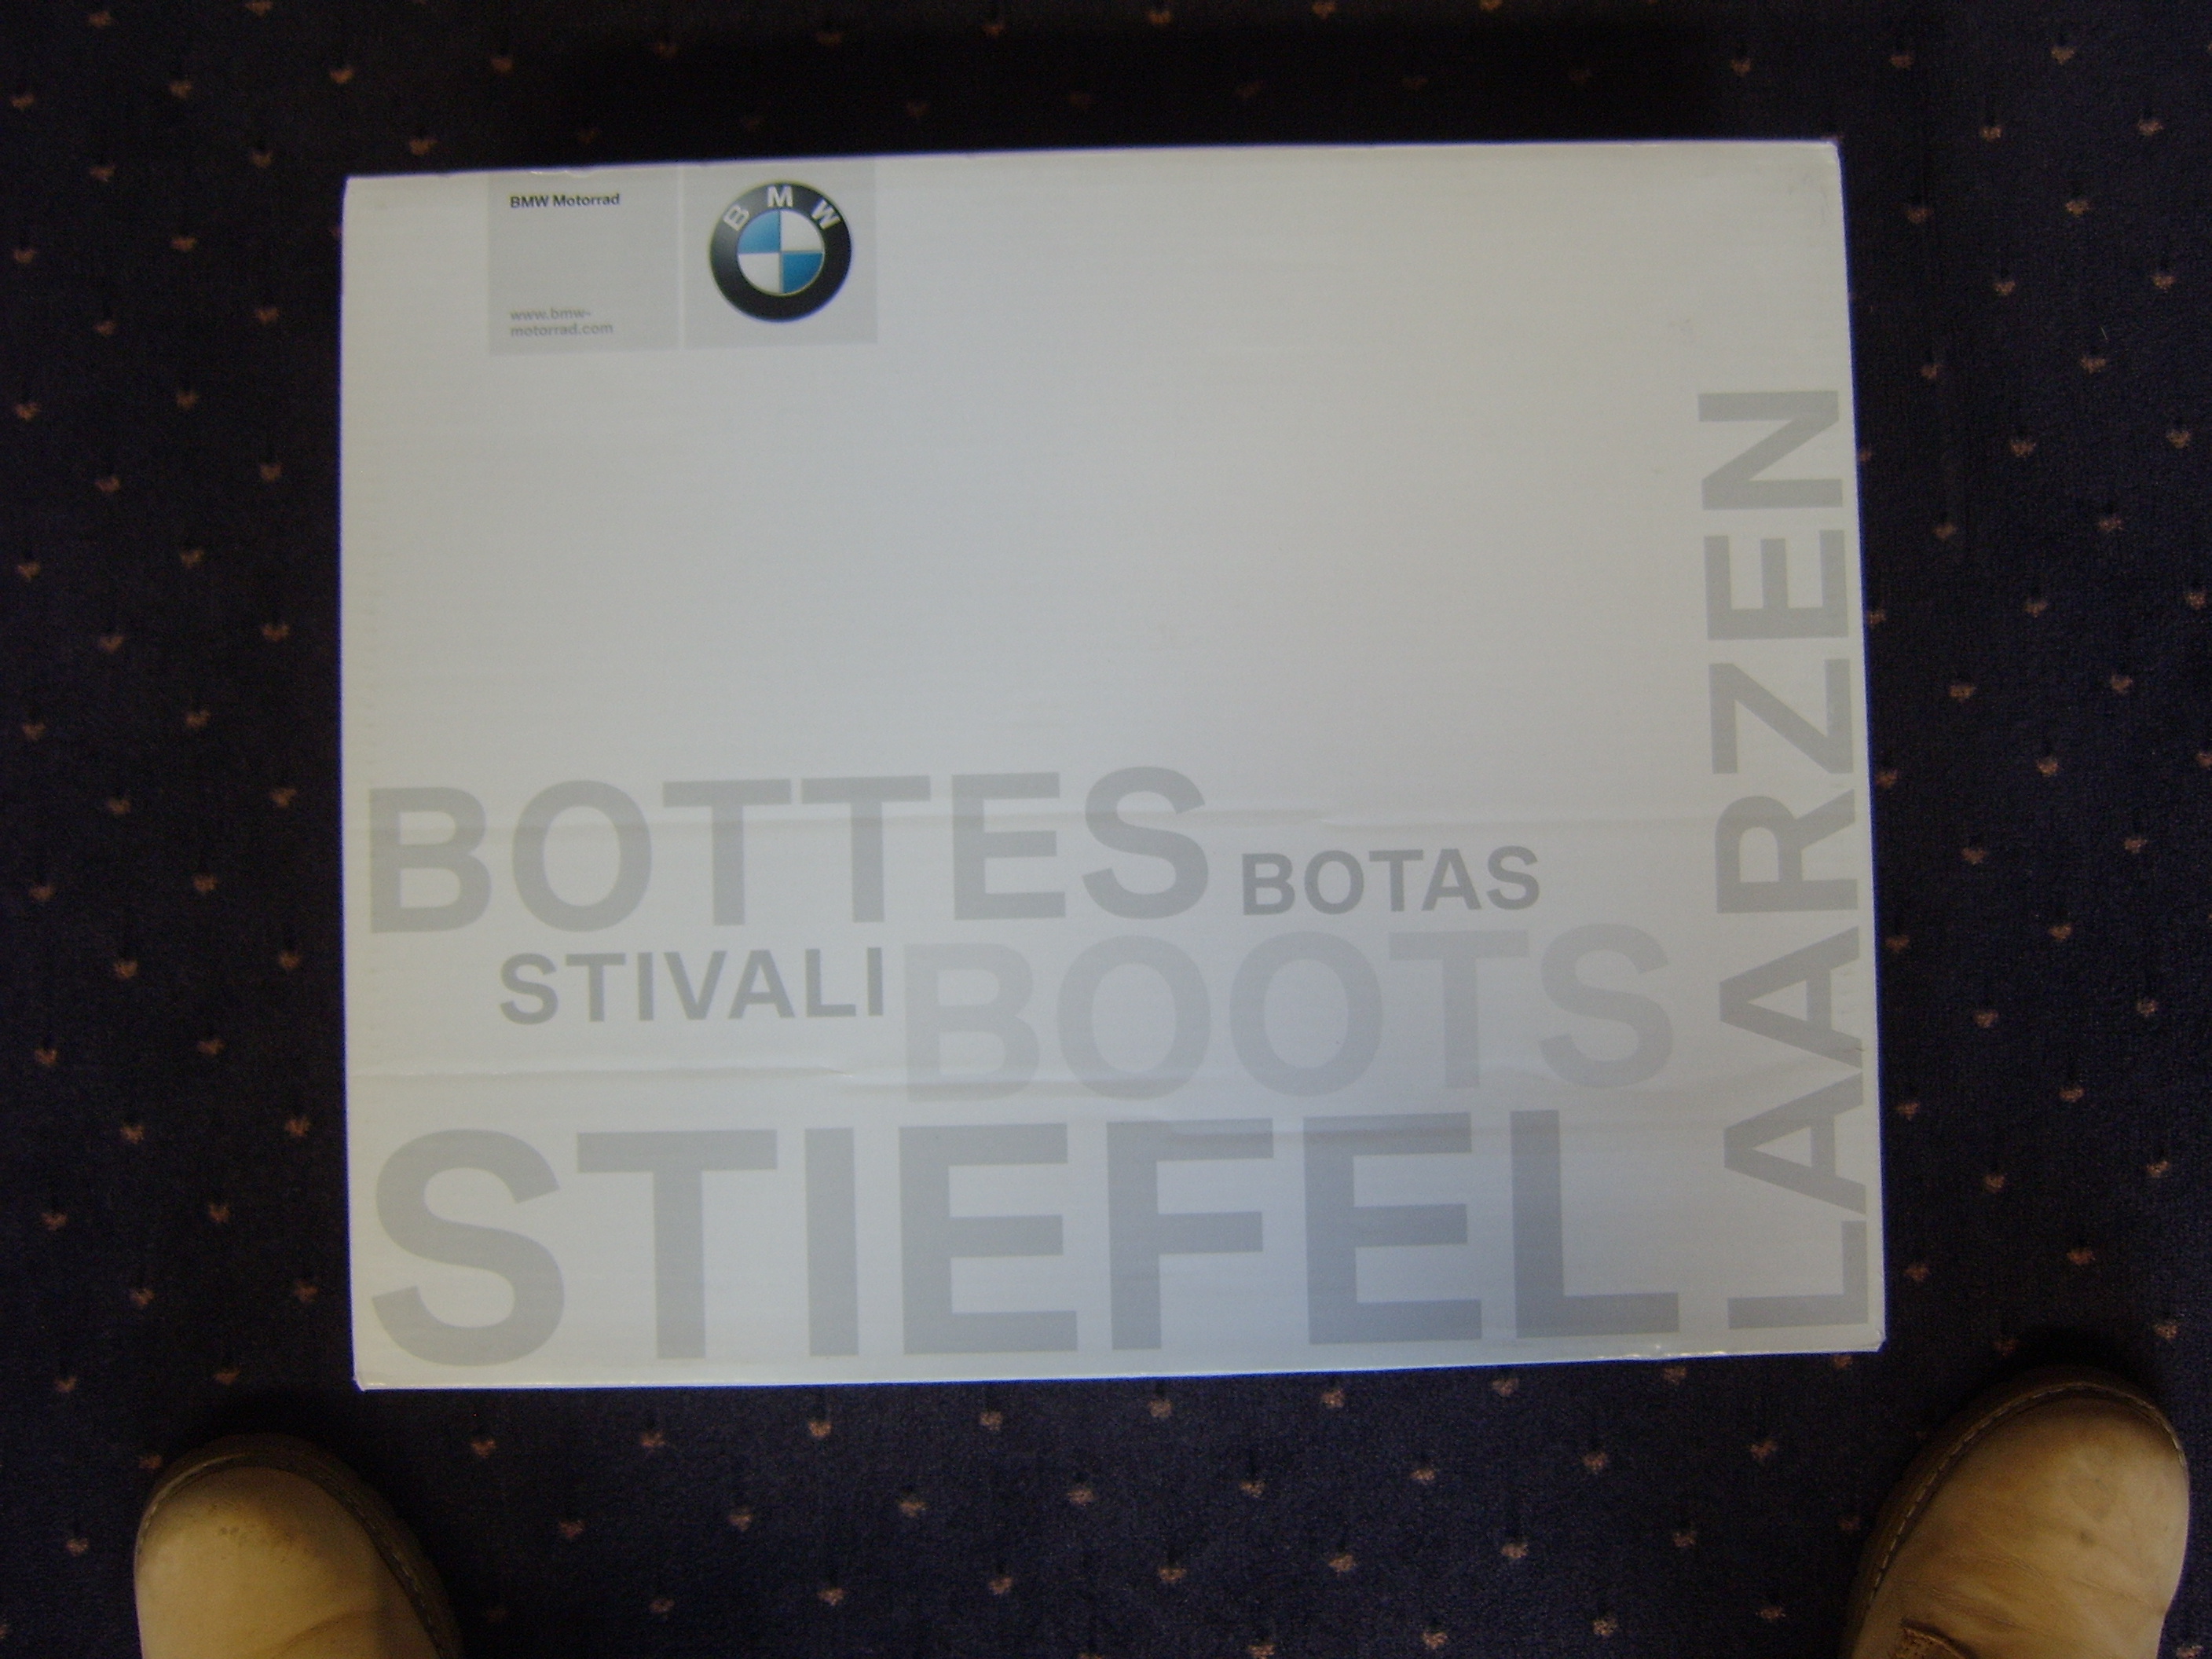 BMW Motorrad
www.bmw-
motorrad.com
BMW
BOTTES
BOTAS
STIVALI
BOOTS
STIEFEL
LAARZEN